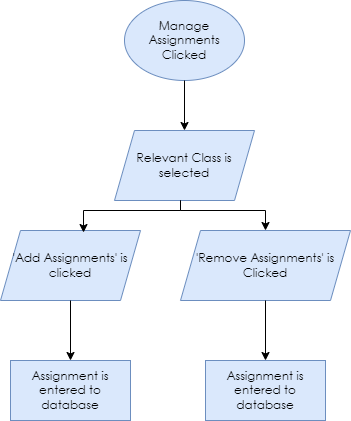 Manage
Assignments
Clicked
Relevant Class is
selected
'Add Assignments' is
clicked
'Remove Assignments' is
Clicked
Assignment is
entered to
database
Assignment is
entered to
database